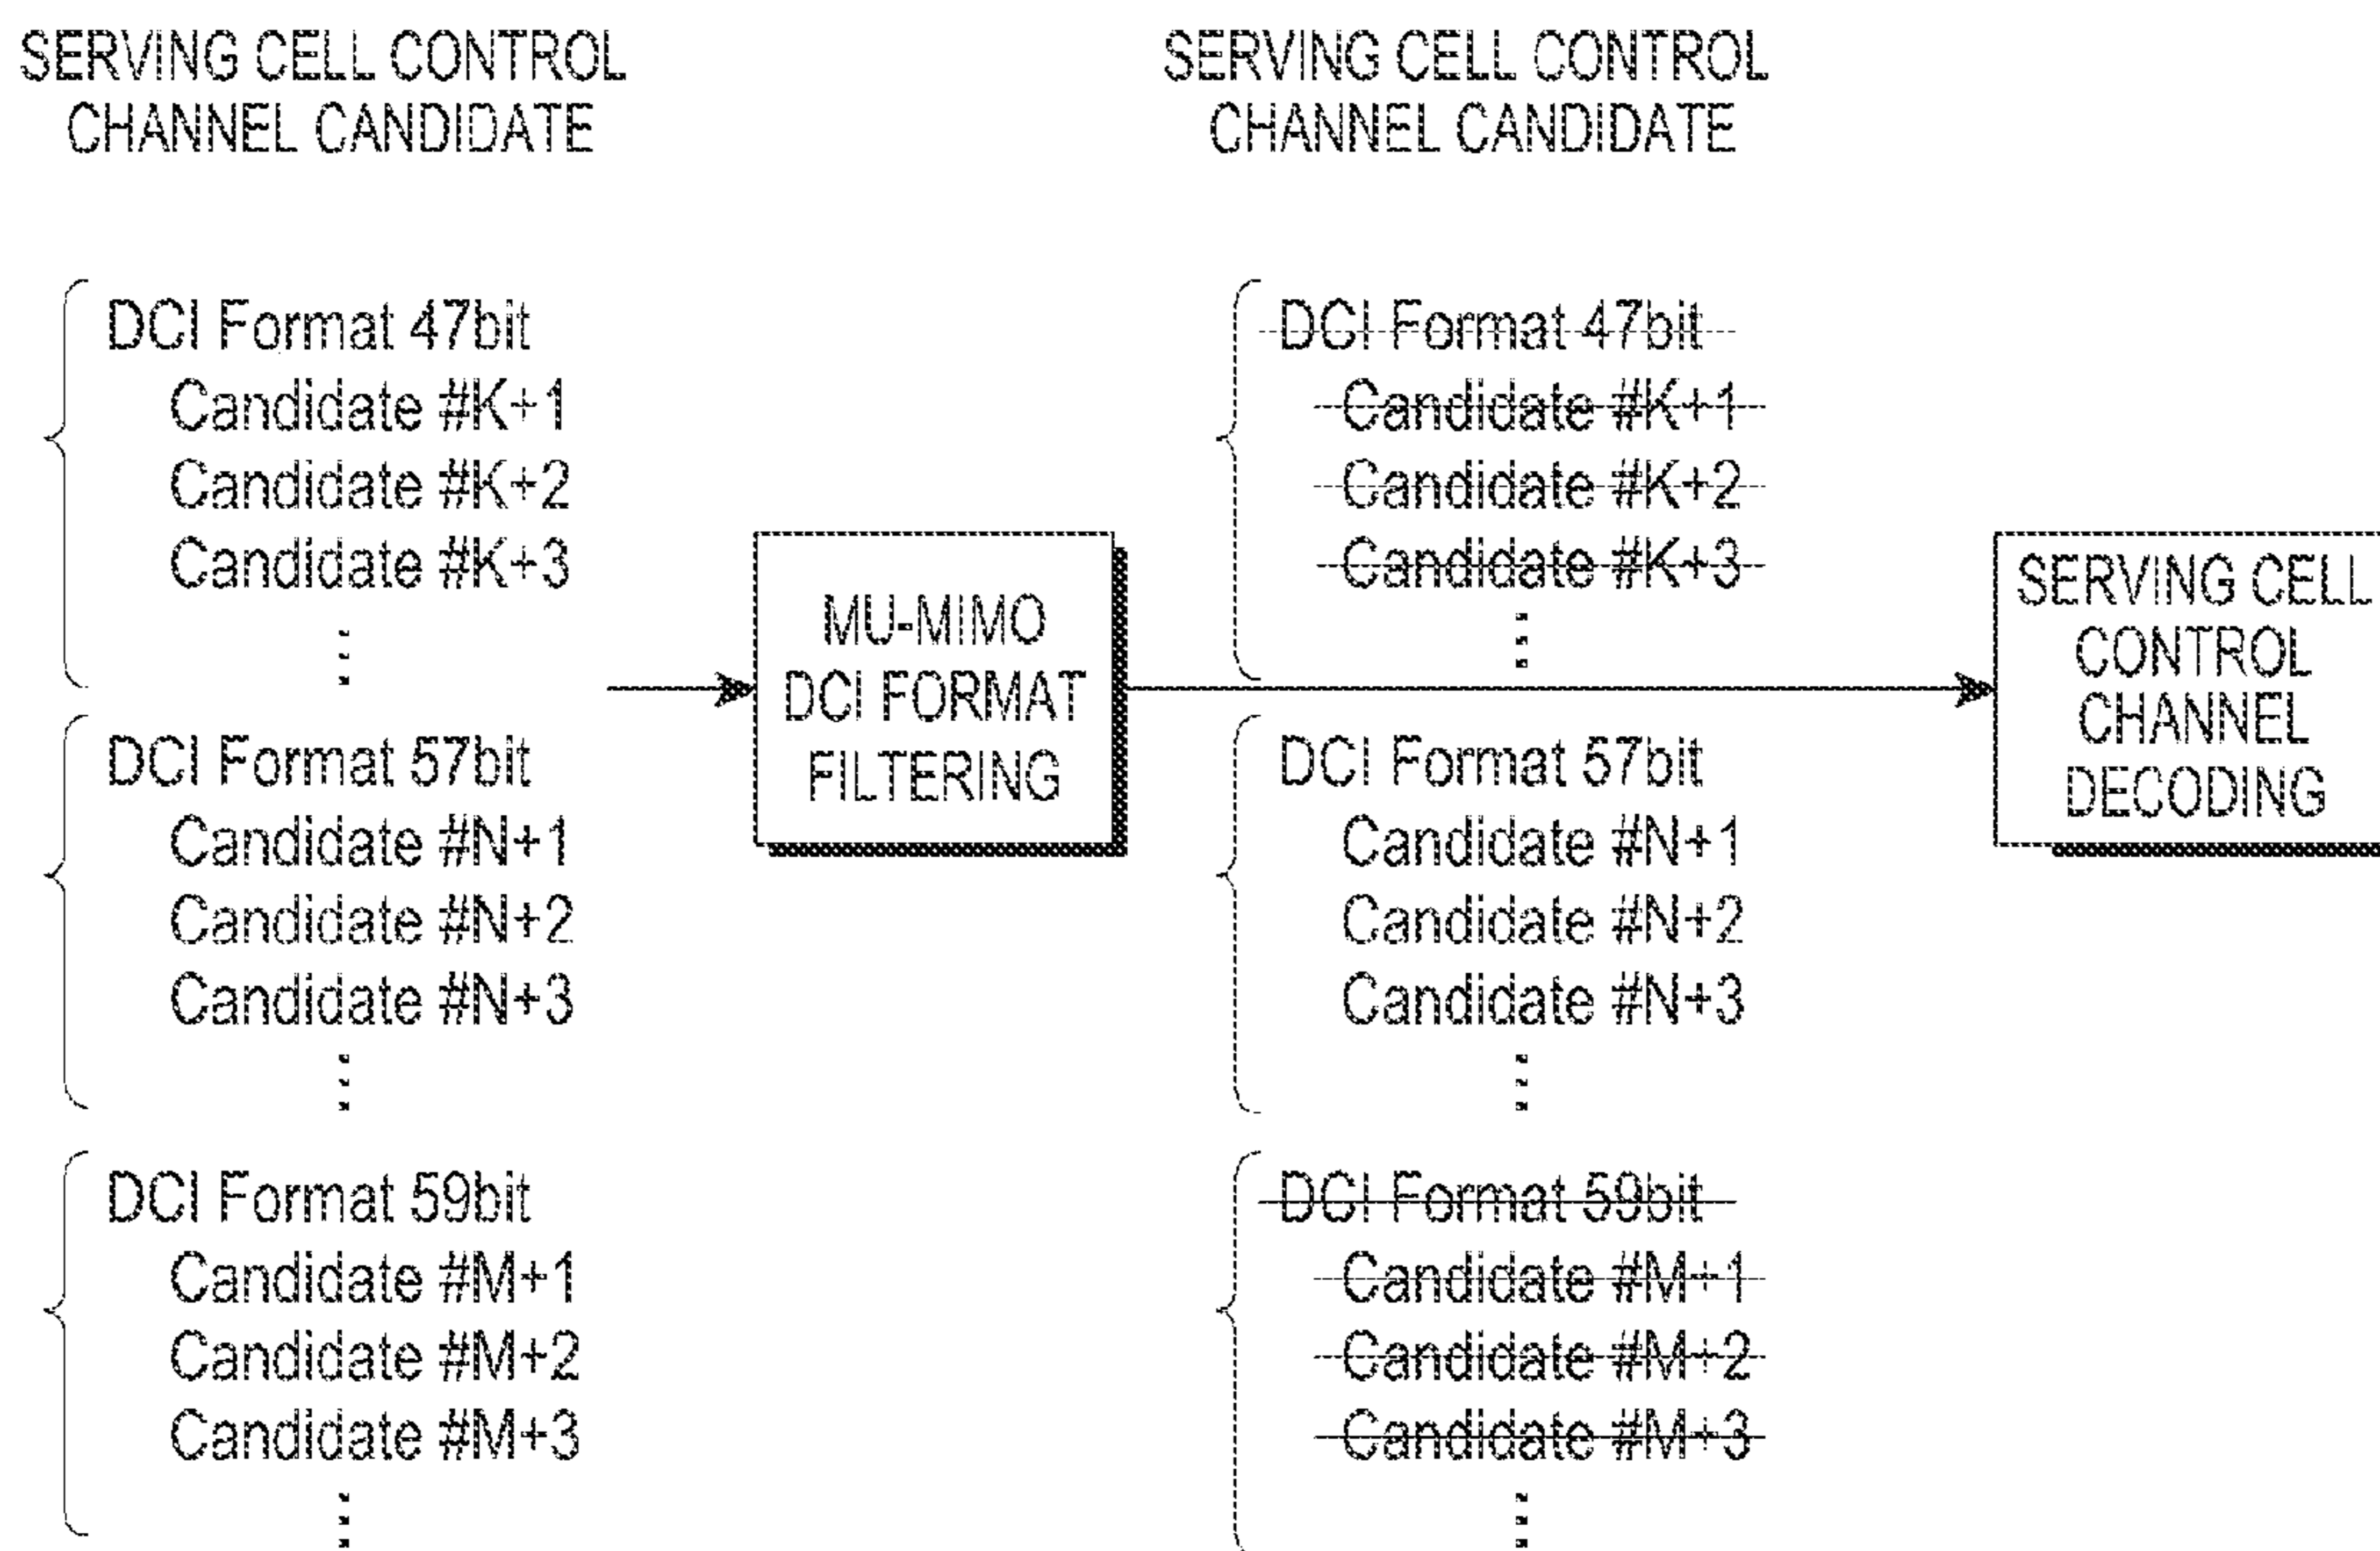 SERVING CELL CONTROL
CHANNEL CANDIDATE
DCI Format 47bit
Candidate #K+1
Candidate #K+2
Candidate #K+3
DCI Format 57bit
Candidate #N+1
Candidate #N+2
Candidate #N+3
DCI Format 59bit
Candidate #M+1
Candidate #M+2
Candidate #M+3
MU-MIMO
DCI FORMAT
FILTERING
SERVING CELL CONTROL
CHANNEL CANDIDATE
DCI Format 47bit
Candidate #K+1
Candidate #K+2
Candidate #K+3
DCI Format 57bit
Candidate #N+1
Candidate #N+2
Candidate #N+3
DCI Format 59bit
Candidate #M+1
Candidate #M+2
Candidate #M+3
SERVING CELL
CONTROL
CHANNEL
DECODING